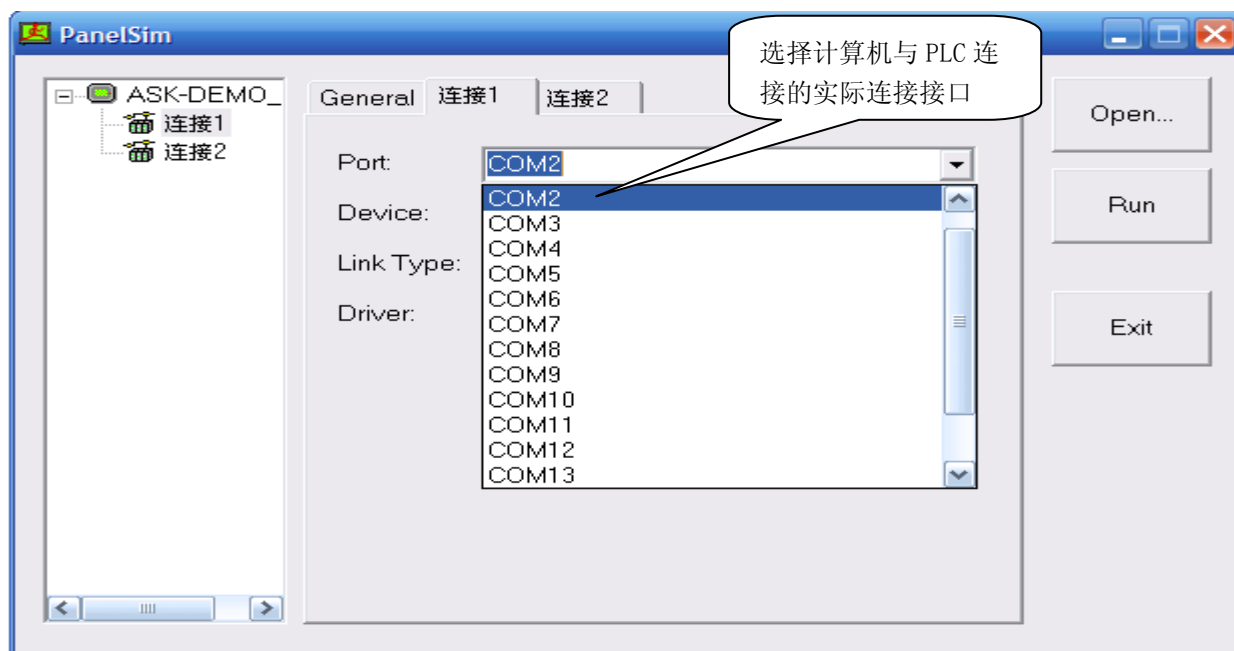 PanelSim
选择计算机与 PLC 连
接的实际连接接口
ASK-DEMO_
连接1
连接2
General 连接1 连接2
Port: COM2
Device:
Link Type:
Driver:
COM2
COM3
COM4
COM5
COM6
COM7
COM8
COM9
COM10
COM11
COM12
COM13
Open...
Run
Exit